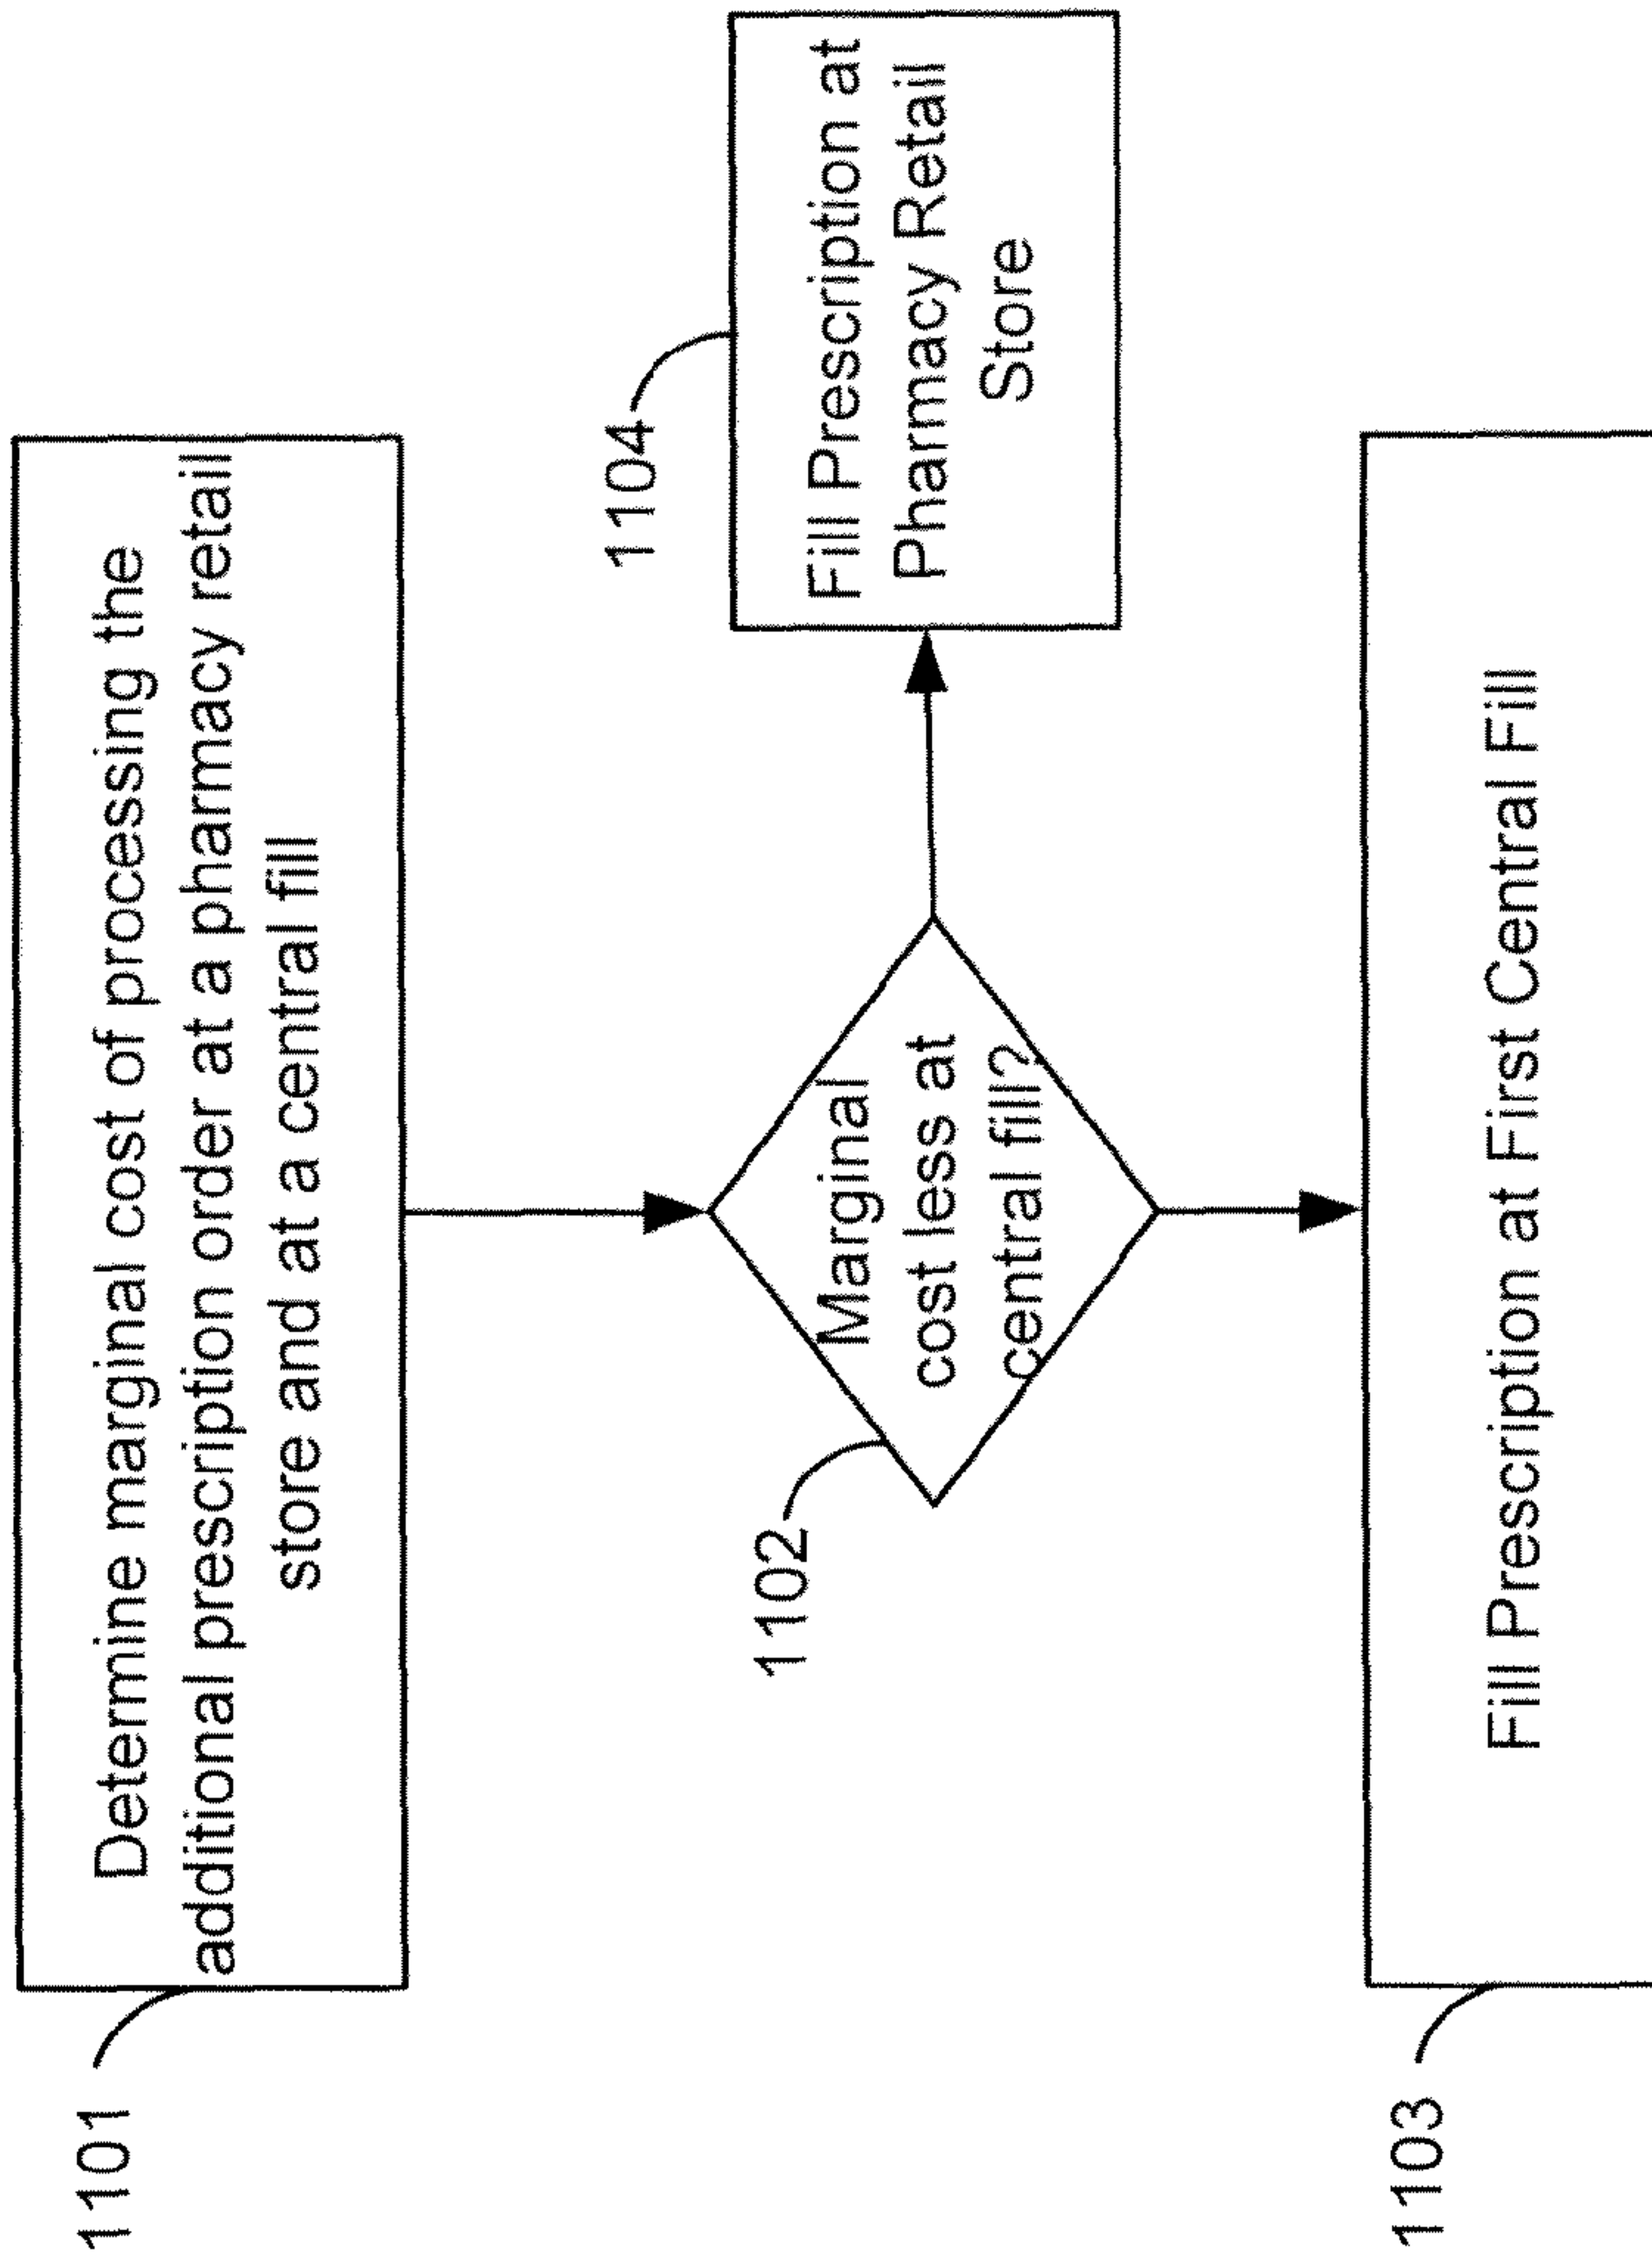 1101
Determine marginal cost of processing the
additional prescription order at a pharmacy retail
store and at a central fill
1102
Marginal
cost less at
central fill?
1104
Fill Prescription at
Pharmacy Retail
Store
1103
Fill Prescription at First Central Fill